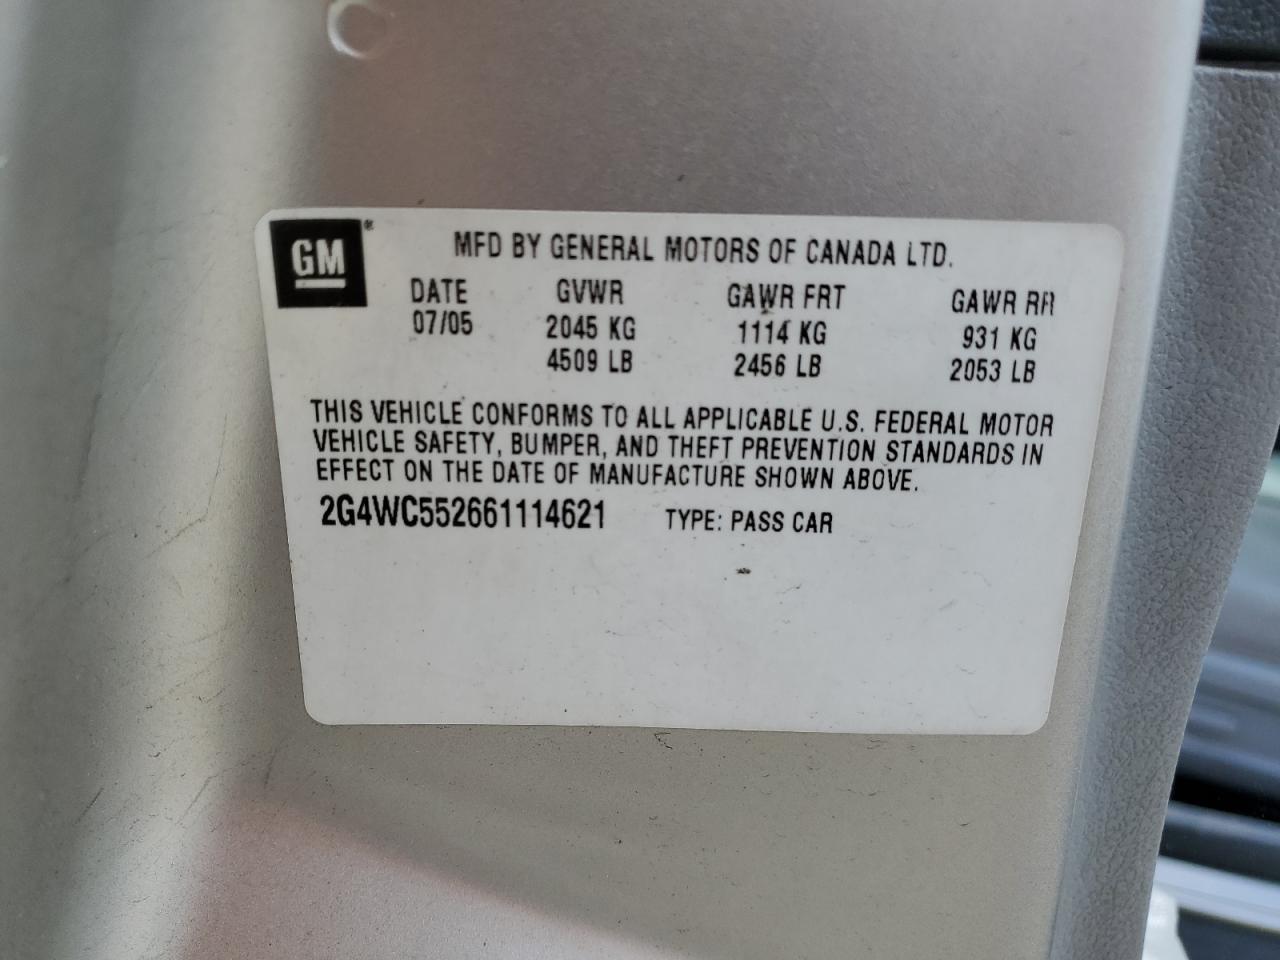 GM®
MFD BY GENERAL MOTORS OF CANADA LTD.
DATE GVWR GAWR FRT GAWR RR
07/05 2045 KG 1114 KG 931 KG
4509 LB 2456 LB 2053 LB
THIS VEHICLE CONFORMS TO ALL APPLICABLE U.S. FEDERAL MOTOR
VEHICLE SAFETY, BUMPER, AND THEFT PREVENTION STANDARDS IN
EFFECT ON THE DATE OF MANUFACTURE SHOWN ABOVE.
2G4WC552661114621 TYPE: PASS CAR